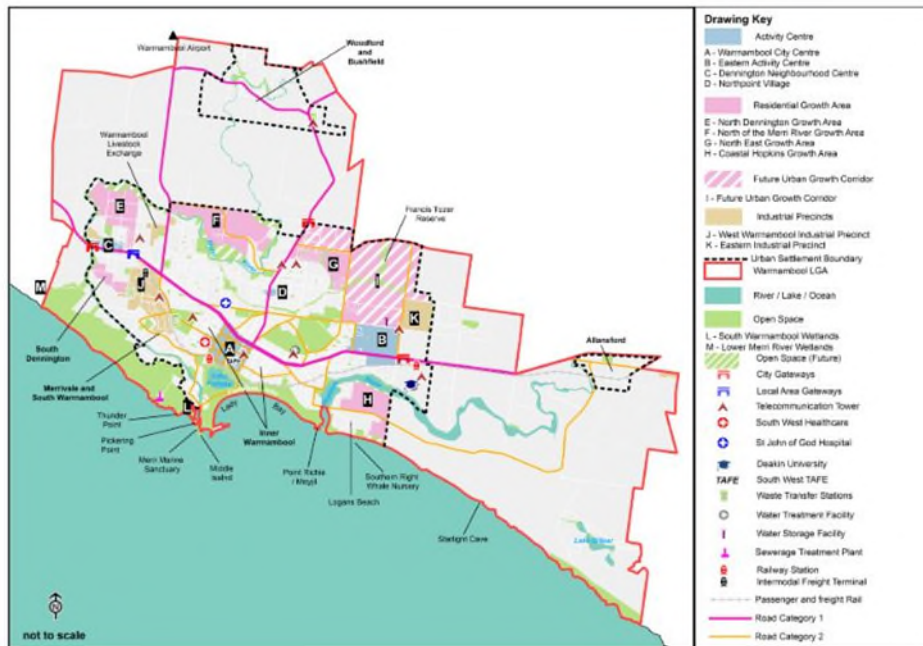 Warrnambool Airport
Woodford
and
Bushfield
Warrnambool
Livestock
Exchange
Francis Tozer
Reserve
E
F
C
G
I
J
D
M
K
A
B
TAFE
H
L
South
Dennington
Merrivale and
South Warrnambool
Allansford
Lady
Bay
Thunder
Point
Pickering
Point
Merri Marine
Sanctuary
Middle
Island
Inner
Warrnambool
Point Ritchie
/ Moyjil
Logans Beach
Southern Right
Whale Nursery
Starlight Cave
N
not to scale
Drawing Key
Activity Centre
A - Warrnambool City Centre
B - Eastern Activity Centre
C - Dennington Neighbourhood Centre
D - Northpoint Village
Residential Growth Area
E - North Dennington Growth Area
F - North of the Merri River Growth Area
G - North East Growth Area
H - Coastal Hopkins Growth Area
Future Urban Growth Corridor
I - Future Urban Growth Corridor
Industrial Precincts
J - West Warrnambool Industrial Precinct
K - Eastern Industrial Precinct
Urban Settlement Boundary
Warrnambool LGA
River / Lake / Ocean
Open Space
L - South Warrnambool Wetlands
M - Lower Merri River Wetlands
Open Space (Future)
City Gateways
Local Area Gateways
Telecommunication Tower
South West Healthcare
St John of God Hospital
Deakin University
TAFE South West TAFE
Waste Transfer Stations
Water Treatment Facility
Water Storage Facility
Sewerage Treatment Plant
Railway Station
Intermodal Freight Terminal
Passenger and freight Rail
Road Category 1
Road Category 2